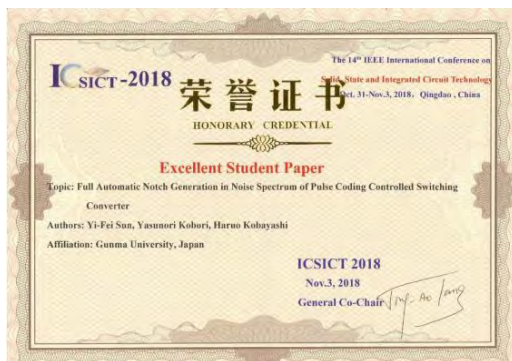 ICSICT-2018
The 14th IEEE International Conference on
Solid-State and Integrated Circuit Technology
Oct. 31-Nov.3, 2018, Qingdao, China
荣誉证书
HONORARY CREDENTIAL
Excellent Student Paper
Topic: Full Automatic Notch Generation in Noise Spectrum of Pulse Coding Controlled Switching
Converter
Authors: Yi-Fei Sun, Yasunori Kobori, Haruo Kobayashi
Affiliation: Gunma University, Japan
ICSICT 2018
Nov.3, 2018
General Co-Chair